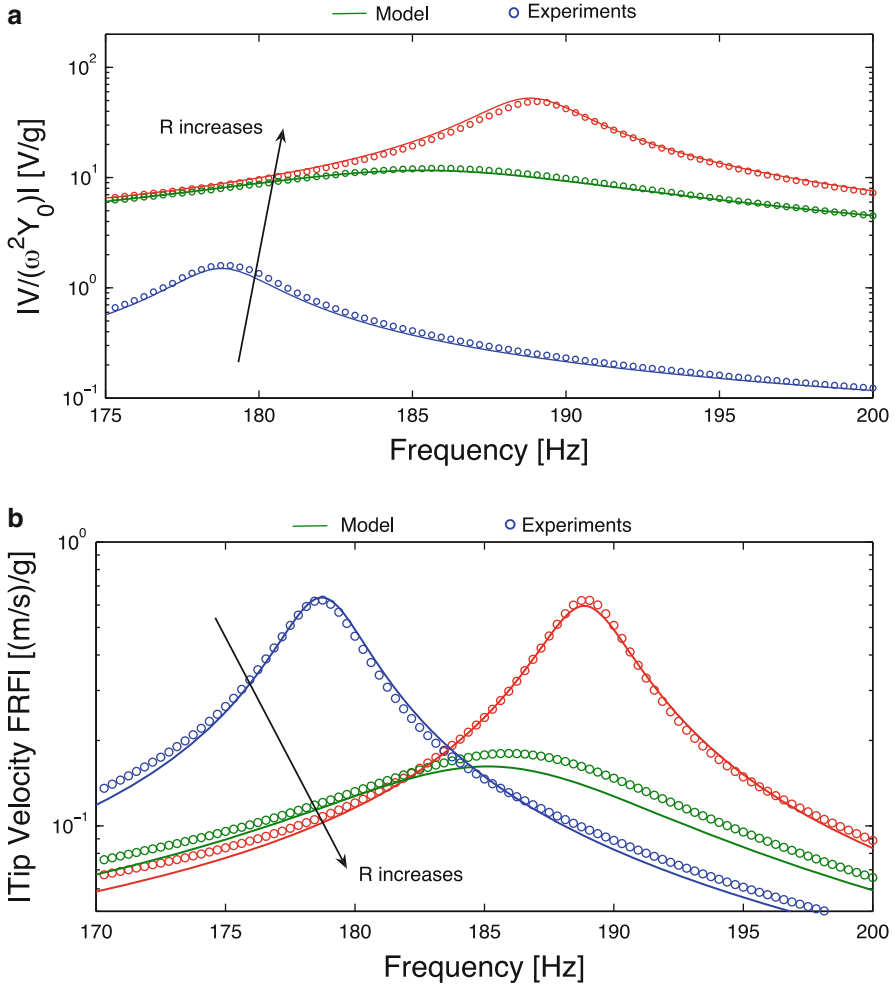 a
Model
Experiments
10²
10¹
10⁰
10⁻¹
|V/(ω²Y₀)| [V/g]
R increases
175
180
185
190
195
200
Frequency [Hz]
b
Model
Experiments
10⁰
10⁻¹
|Tip Velocity FRF| [(m/s)/g]
R increases
170
175
180
185
190
195
200
Frequency [Hz]